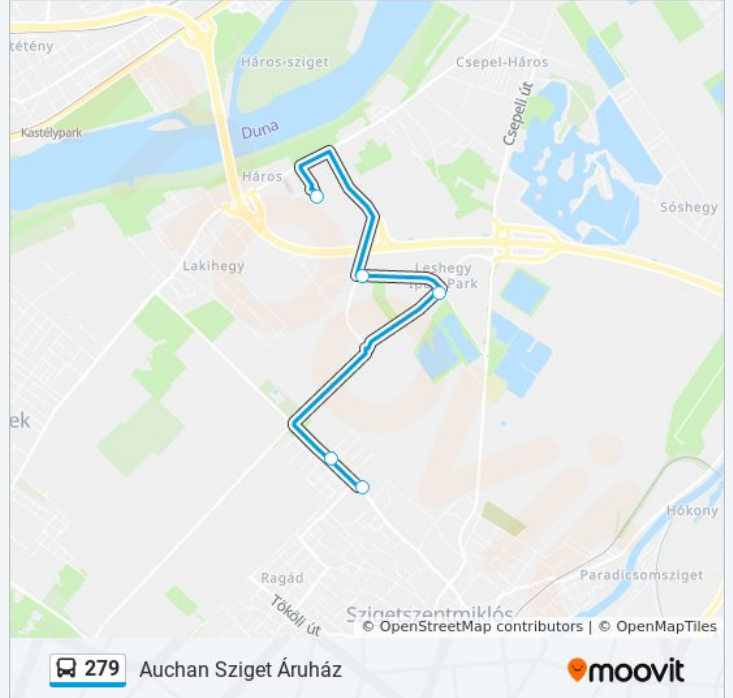 tétény
Háros-sziget
Csepel-Háros
Kastélypark
Duna
Csepeli út
Háros
Sóshegy
Lakihegy
Leshegy
Park
ek
Hókony
Ragád
Paradicsomsziget
Tököli út
Szigetszentmiklós
© OpenStreetMap contributors | © OpenMapTiles
279 Auchan Sziget Áruház
moovit